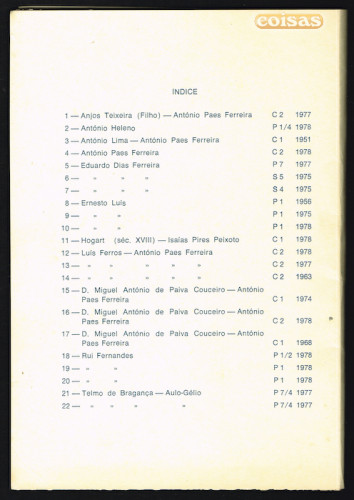 coisas
INDICE
1 — Anjos Teixeira (Filho) — António Paes Ferreira C 2 1977
2 — António Heleno P 1/4 1978
3 — António Lima — António Paes Ferreira C 1 1951
4 — António Paes Ferreira C 2 1978
5 — Eduardo Dias Ferreira P 7 1977
6 — " " " S 5 1975
7 — " " " S 4 1975
8 — Ernesto Luís P 1 1956
9 — " " P 1 1975
10 — " " P 1 1978
11 — Hogart (séc. XVIII) — Isaías Pires Peixoto C 1 1978
12 — Luís Ferros — António Paes Ferreira C 2 1978
13 — " " " " " C 2 1977
14 — " " " " " C 2 1963
15 — D. Miguel António de Paiva Couceiro — António
Paes Ferreira C 1 1974
16 — D. Miguel António de Paiva Couceiro — António
Paes Ferreira C 2 1978
17 — D. Miguel António de Paiva Couceiro — António
Paes Ferreira C 1 1968
18 — Rui Fernandes P 1/2 1978
19 — " " P 1 1978
20 — " " P 1 1978
21 — Telmo de Bragança — Aulo-Gélio P 7/4 1977
22 — " " " " P 7/4 1977